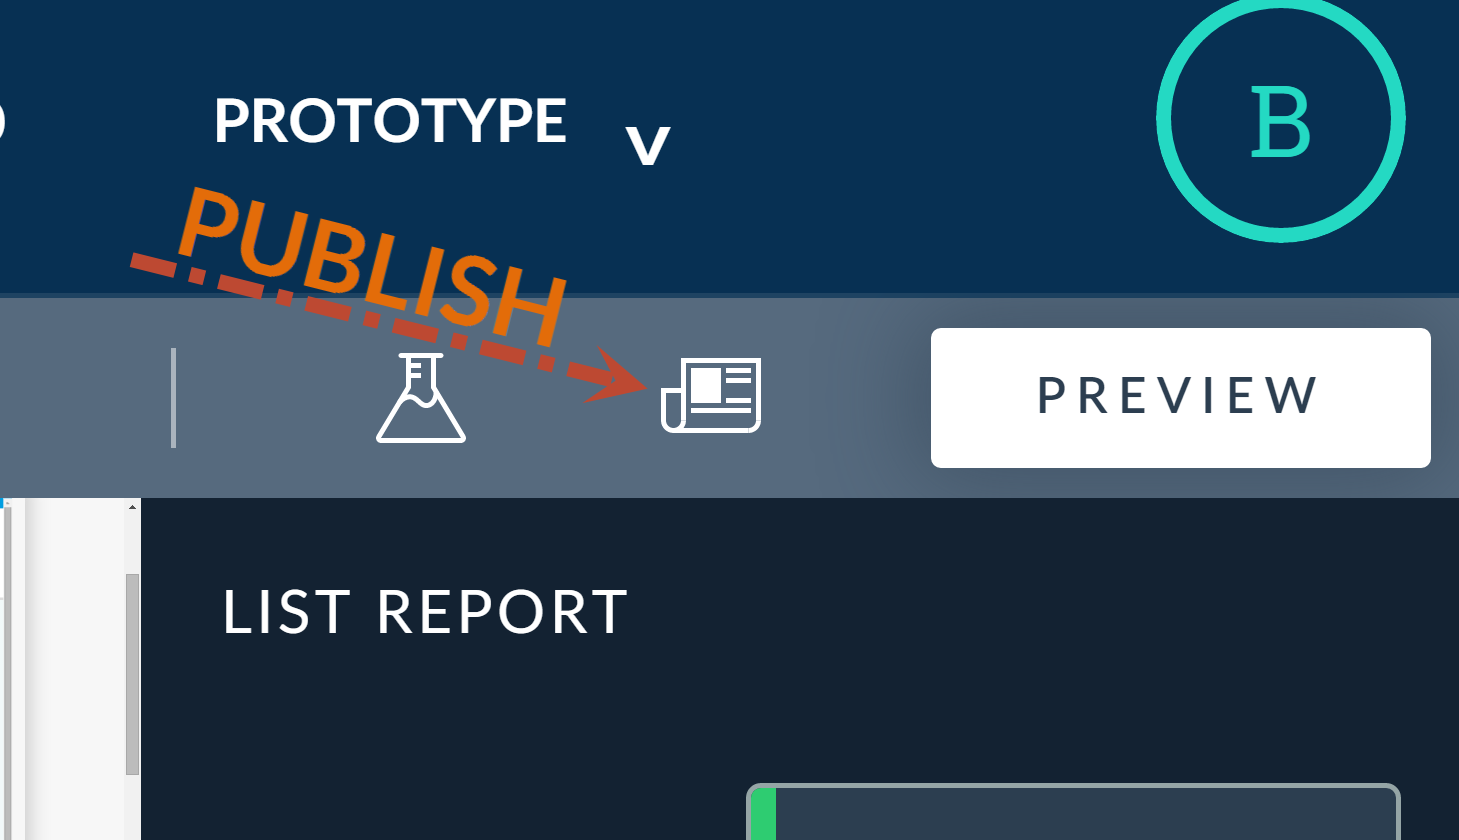 PROTOTYPE
B
PUBLISH
PREVIEW
LIST REPORT